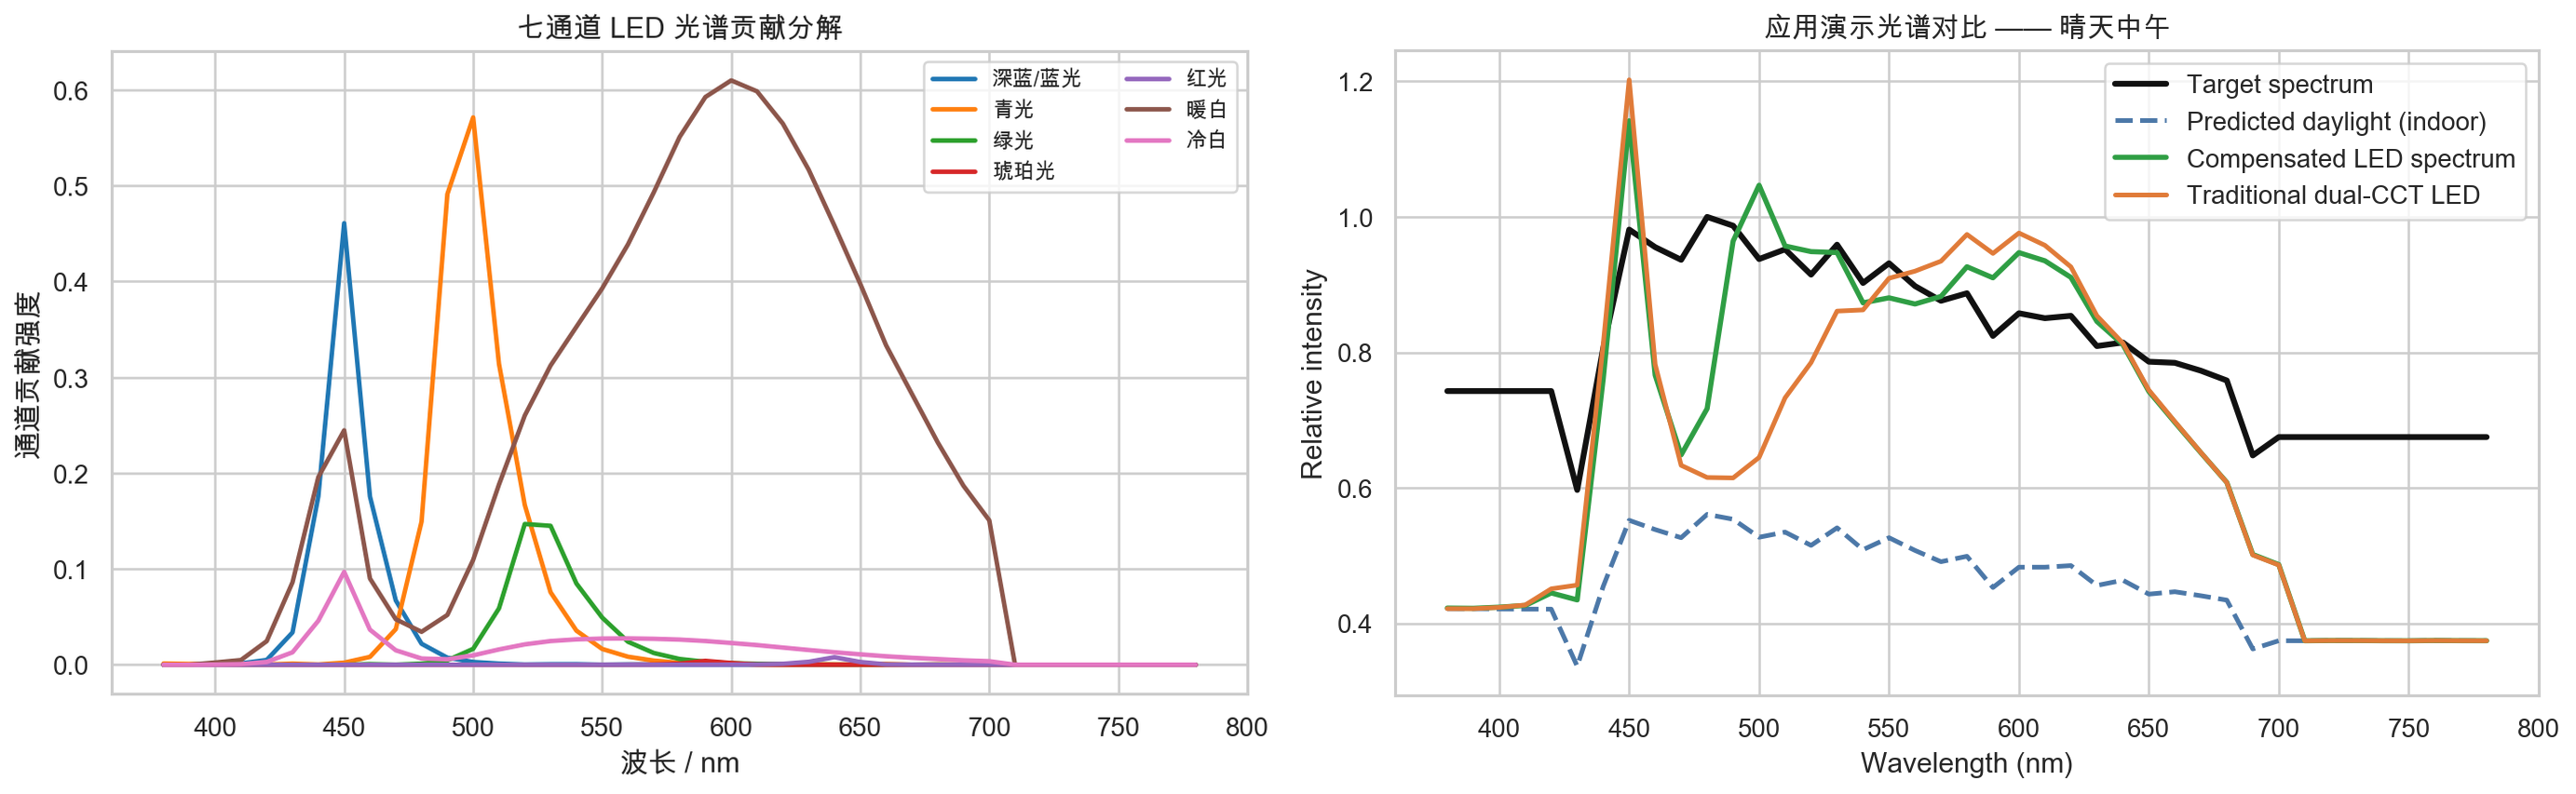 七通道 LED 光谱贡献分解
通道贡献强度
0.6
0.5
0.4
0.3
0.2
0.1
0.0
深蓝/蓝光
青光
绿光
琥珀光
红光
暖白
冷白
400 450 500 550 600 650 700 750 800
波长 / nm
应用演示光谱对比 —— 晴天中午
Relative intensity
1.2
1.0
0.8
0.6
0.4
Target spectrum
Predicted daylight (indoor)
Compensated LED spectrum
Traditional dual-CCT LED
400 450 500 550 600 650 700 750 800
Wavelength (nm)